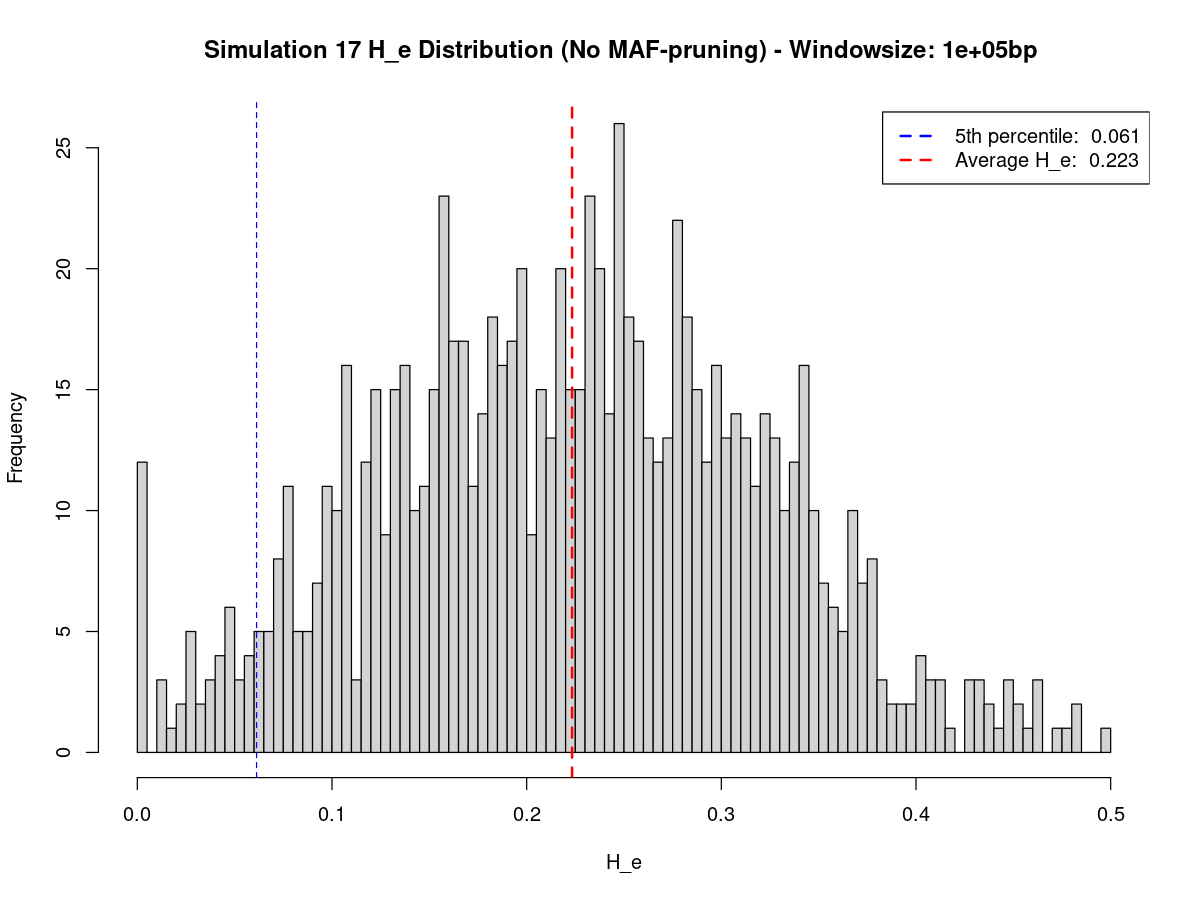 Simulation 17 H_e Distribution (No MAF-pruning) - Windowsize: 1e+05bp
5th percentile:  0.061
Average H_e:  0.223
Frequency
25
20
15
10
5
0
0.0 0.1 0.2 0.3 0.4 0.5
H_e